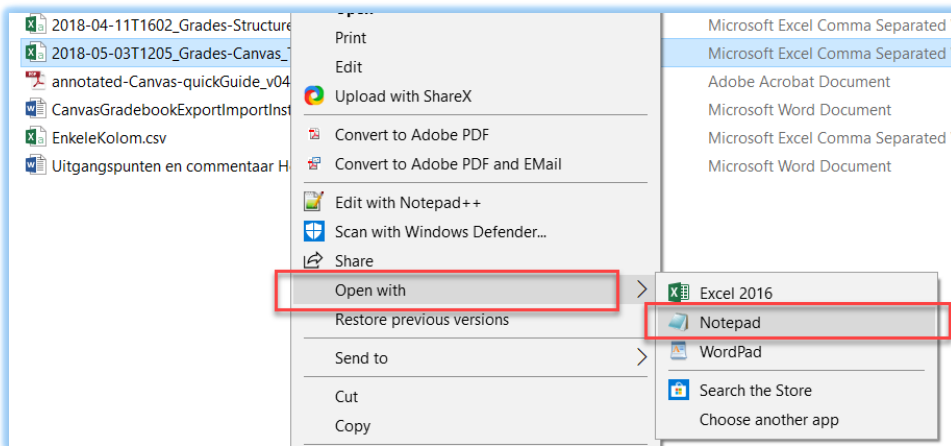 Open
2018-04-11T1602_Grades-Structure
Print
Microsoft Excel Comma Separated
2018-05-03T1205_Grades-Canvas_
Edit
Microsoft Excel Comma Separated
annotated-Canvas-quickGuide_v04
Upload with ShareX
Adobe Acrobat Document
CanvasGradebookExportImportInst
Microsoft Word Document
EnkeleKolom.csv
Convert to Adobe PDF
Microsoft Excel Comma Separated
Uitgangspunten en commentaar H
Convert to Adobe PDF and EMail
Microsoft Word Document
Edit with Notepad++
Scan with Windows Defender...
Share
Open with
Excel 2016
Restore previous versions
Notepad
Send to
WordPad
Cut
Search the Store
Copy
Choose another app